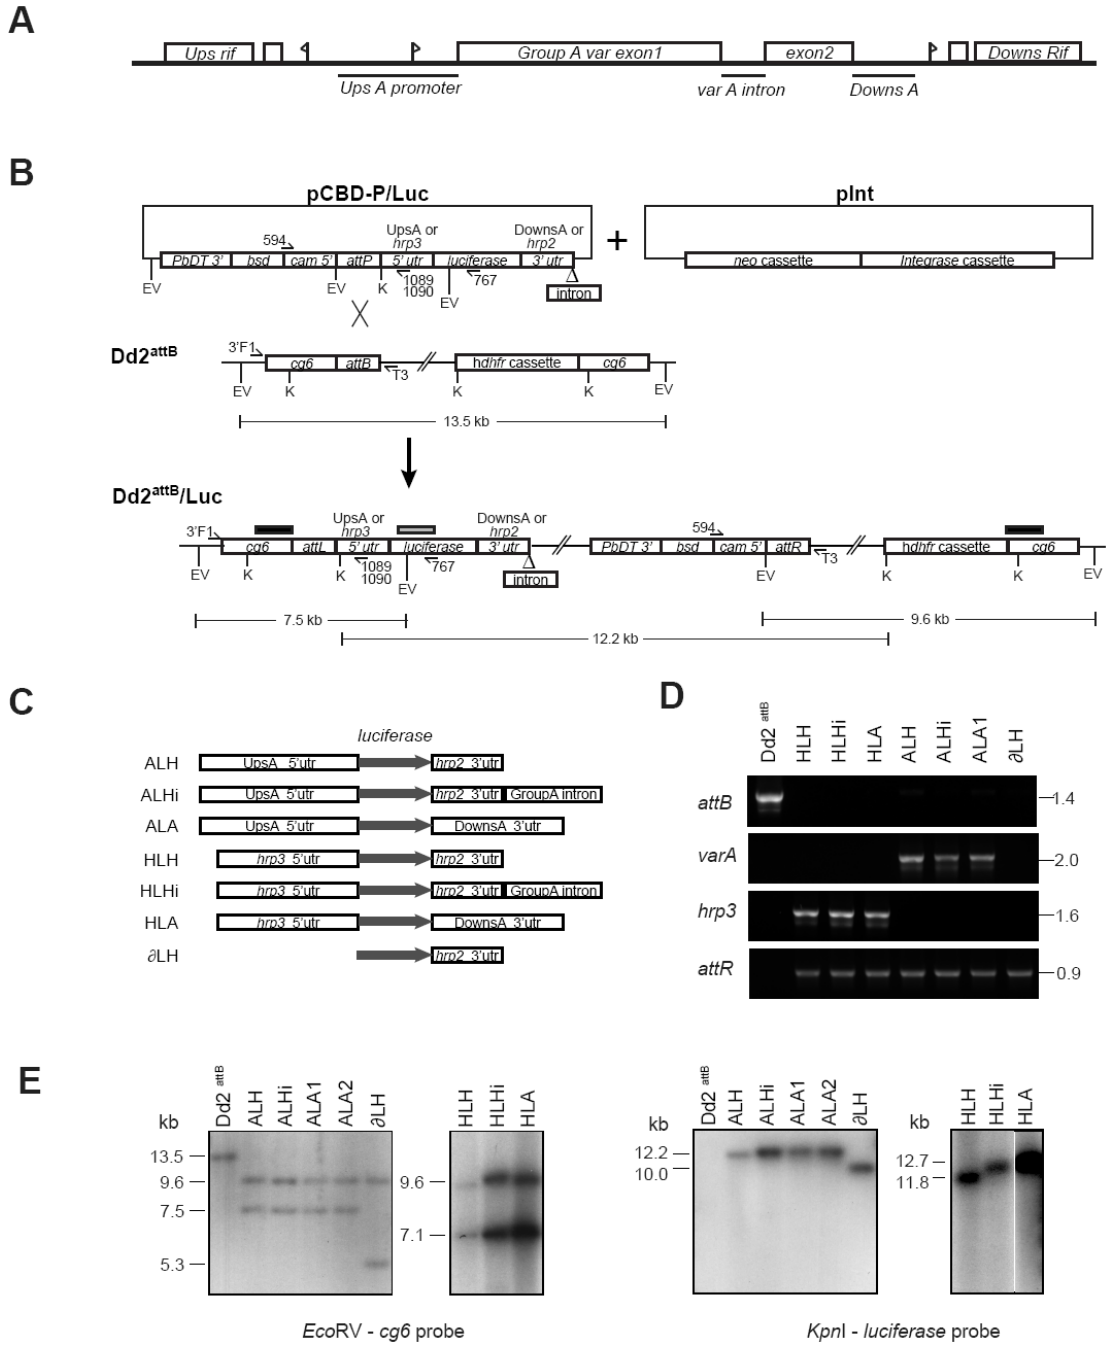 A
Ups rif
Group A var exon1
exon2
Downs Rif
Ups A promoter
var A intron
Downs A
B
pCBD-P/Luc
pInt
UpsA or
hrp3
DownsA or
hrp2
594
+
PbDT 3' bsd cam 5' attP 5' utr luciferase 3' utr
neo cassette Integrase cassette
EV EV K 1089 767
1090 EV
intron
Dd2attB
3'F1
cg6 attB
T3
hdhfr cassette cg6
EV K K K EV
13.5 kb
Dd2attB/Luc
UpsA or
hrp3
DownsA or
hrp2
594
3'F1
cg6 attL 5' utr luciferase 3' utr
PbDT 3' bsd cam 5' attR
T3
hdhfr cassette cg6
EV K K 1089 767
1090 EV
intron
EV K K EV
7.5 kb
9.6 kb
12.2 kb
C
luciferase
ALH UpsA 5'utr hrp2 3'utr
ALHi UpsA 5'utr hrp2 3'utr GroupA intron
ALA UpsA 5'utr DownsA 3'utr
HLH hrp3 5'utr hrp2 3'utr
HLHi hrp3 5'utr hrp2 3'utr GroupA intron
HLA hrp3 5'utr DownsA 3'utr
∂LH hrp2 3'utr
D
Dd2 attB HLH HLHi HLA ALH ALHi ALA1 ∂LH
attB 1.4
varA 2.0
hrp3 1.6
attR 0.9
E
kb Dd2 attB ALH ALHi ALA1 ALA2 ∂LH
13.5
9.6
7.5
5.3
HLH HLHi HLA
9.6
7.1
EcoRV - cg6 probe
kb Dd2 attB ALH ALHi ALA1 ALA2 ∂LH
12.2
10.0
kb HLH HLHi HLA
12.7
11.8
KpnI - luciferase probe